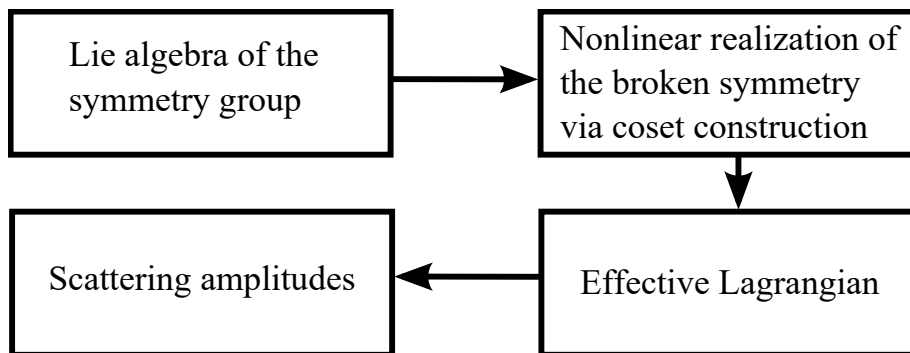 Lie algebra of the
symmetry group
Nonlinear realization of
the broken symmetry
via coset construction
Scattering amplitudes
Effective Lagrangian